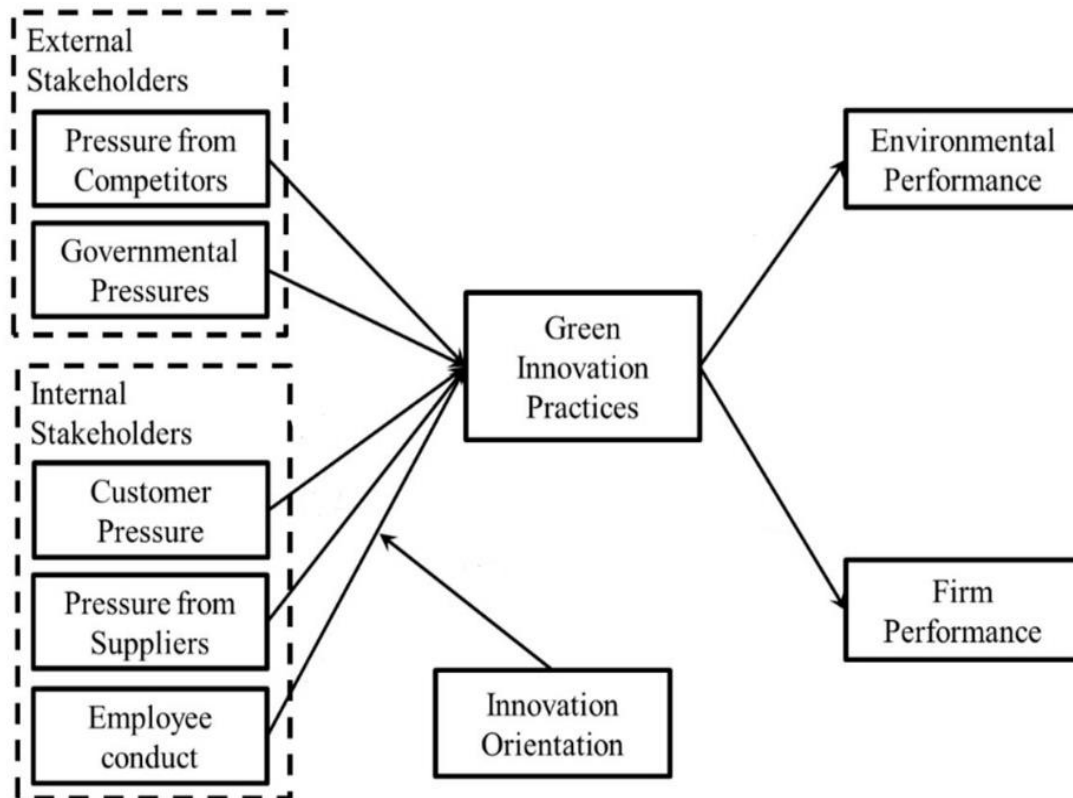 External
Stakeholders
Pressure from
Competitors
Governmental
Pressures
Internal
Stakeholders
Customer
Pressure
Pressure from
Suppliers
Employee
conduct
Green
Innovation
Practices
Innovation
Orientation
Environmental
Performance
Firm
Performance